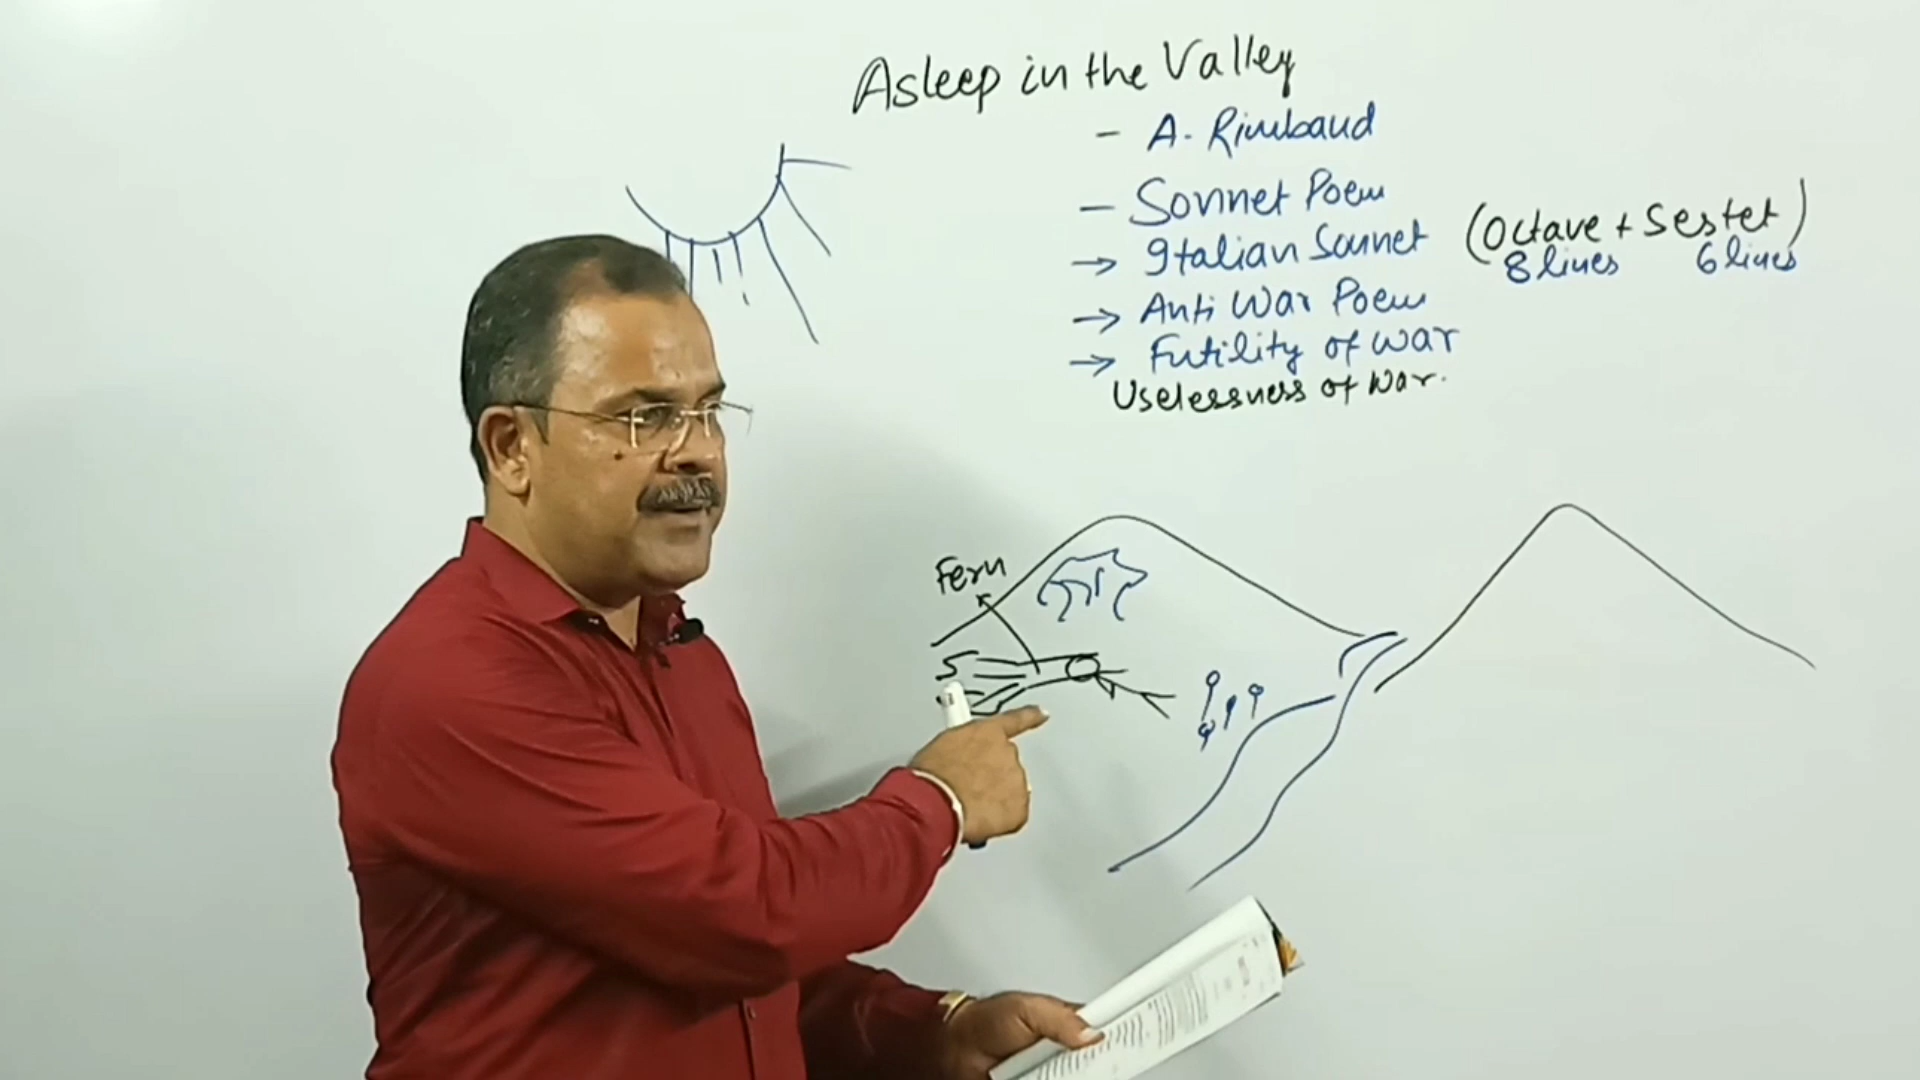 Asleep in the Valley
- A. Rimbaud
- Sonnet Poem
→ Italian Sonnet (Octave + Sestet)
8 lines 6 lines
→ Anti War Poem
→ Futility of war
Uselessness of War.
Fern